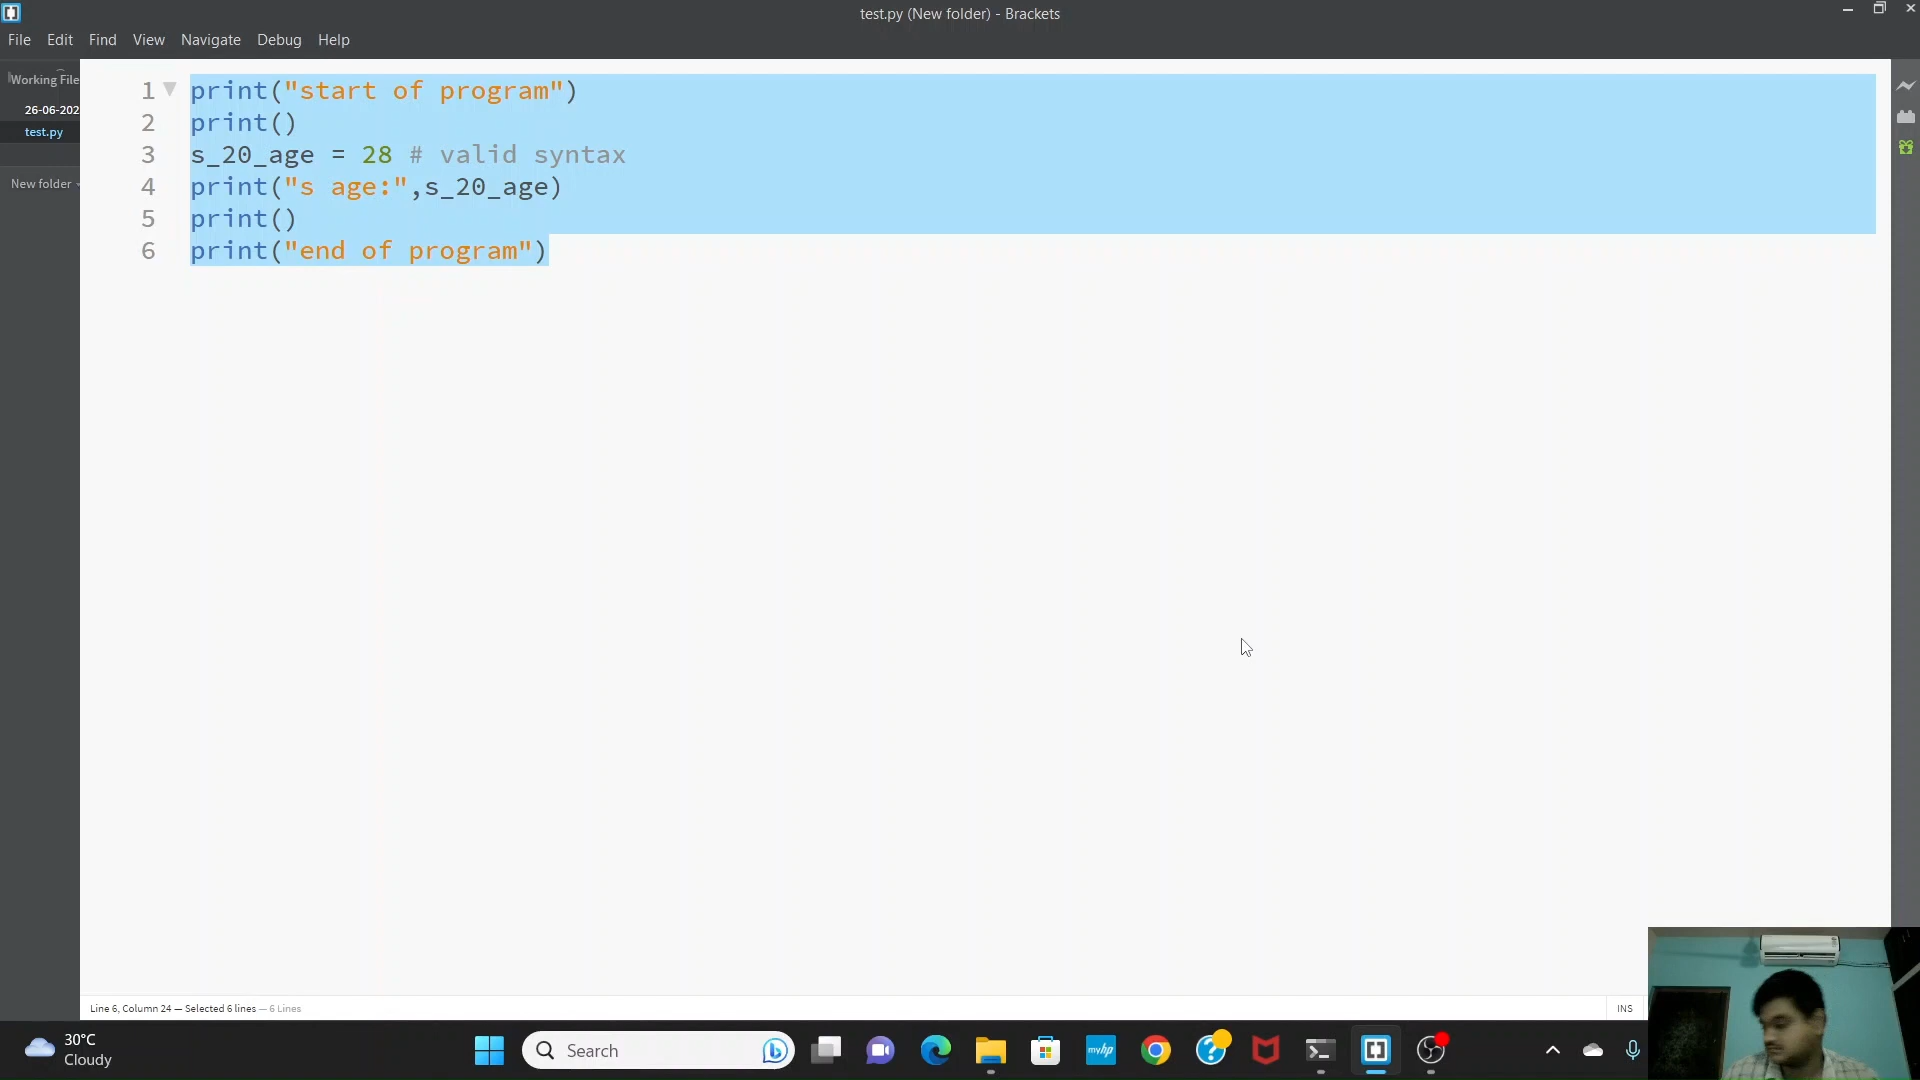 test.py (New folder) - Brackets
File Edit Find View Navigate Debug Help
Working File
26-06-202
test.py
New folder
1 print("start of program")
2 print()
3 s_20_age = 28 # valid syntax
4 print("s age:",s_20_age)
5 print()
6 print("end of program")
Line 6, Column 24 — Selected 6 lines — 6 Lines
INS
30°C
Cloudy
Search
myhp